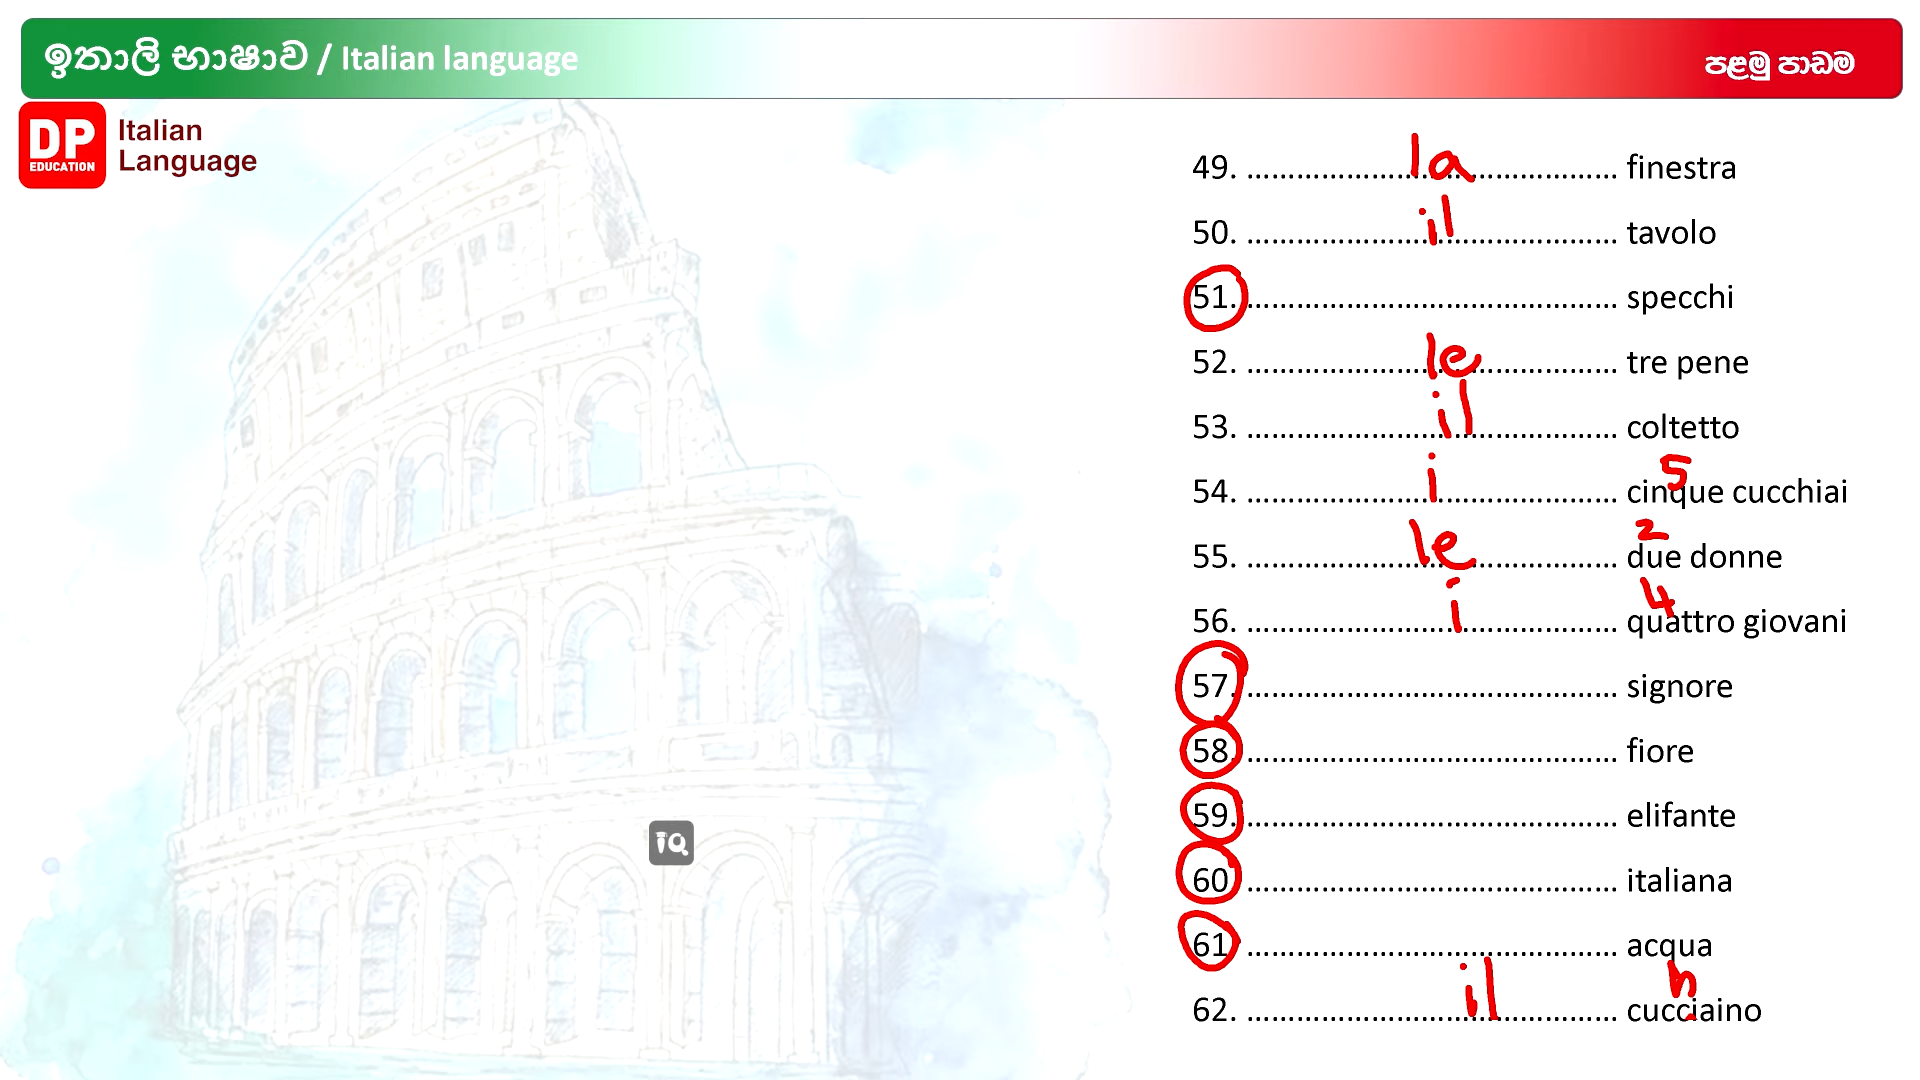 ඉතාලි භාෂාව / Italian language
පළමු පාඩම
DP
EDUCATION
Italian
Language
49. ............ la ............ finestra
50. ............ il ............ tavolo
51. ........................ specchi
52. ............ le ............ tre pene
53. ............ il ............ coltetto
5
54. ............ i ............ cinque cucchiai
2
55. ............ le ............ due donne
4
56. ............ i ............ quattro giovani
57. ........................ signore
58. ........................ fiore
59. ........................ elifante
60. ........................ italiana
61. ........................ acqua
h
62. ............ il ............ cucciaino
iQ